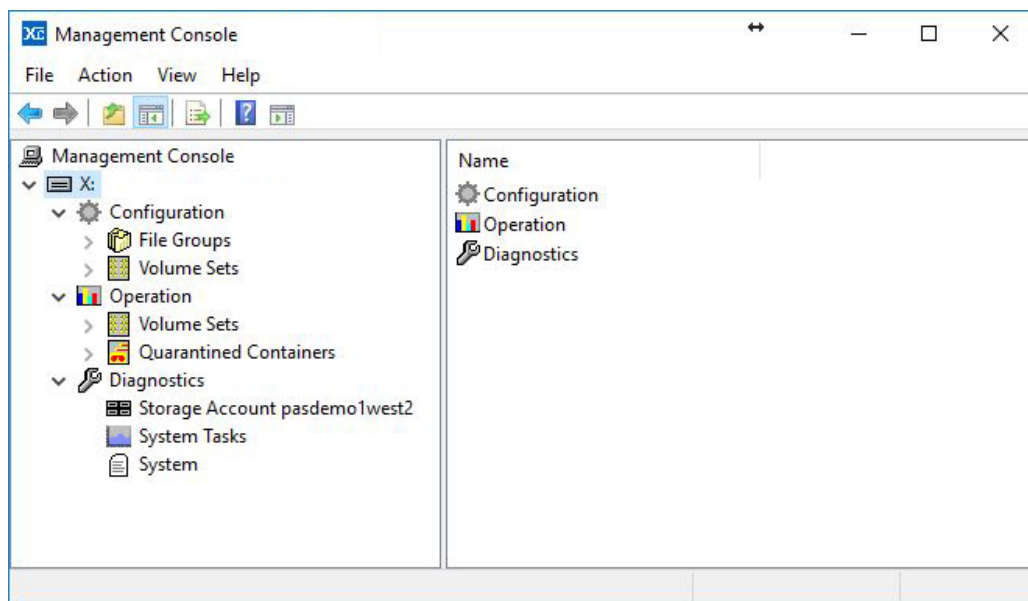 XC Management Console
File Action View Help
Management Console
X:
Configuration
File Groups
Volume Sets
Operation
Volume Sets
Quarantined Containers
Diagnostics
Storage Account pasdemo1west2
System Tasks
System
Name
Configuration
Operation
Diagnostics